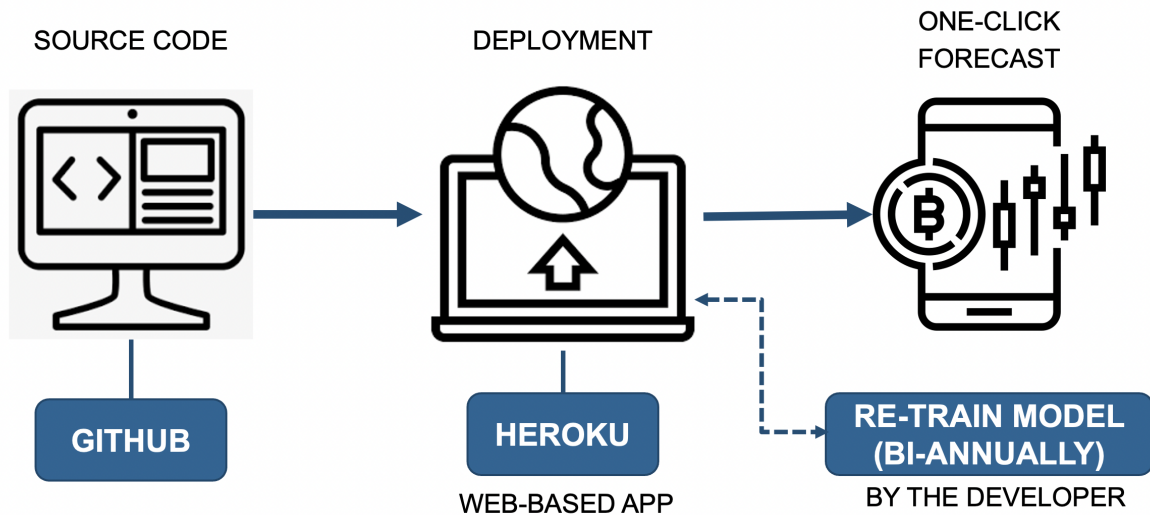 SOURCE CODE
DEPLOYMENT
ONE-CLICK
FORECAST
GITHUB
HEROKU
RE-TRAIN MODEL
(BI-ANNUALLY)
WEB-BASED APP
BY THE DEVELOPER